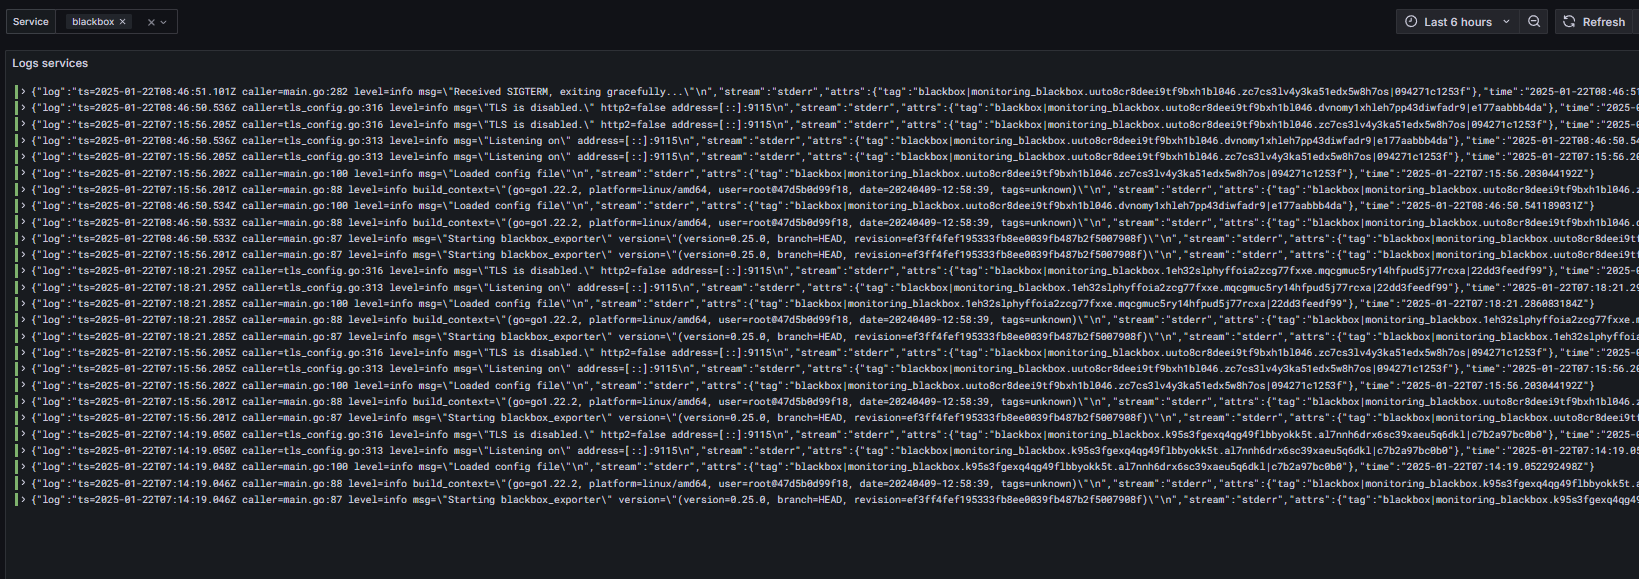 Service blackbox × × Last 6 hours Refresh
Logs services
{"log":"ts=2025-01-22T08:46:51.101Z caller=main.go:282 level=info msg=\"Received SIGTERM, exiting gracefully...\"\n","stream":"stderr","attrs":{"tag":"blackbox|monitoring_blackbox.uuto8cr8deei9tf9bxh1bl046.zc7cs3lv4y3ka51edx5w8h7os|094271c1253f"},"time":"2025-01-22T08:46:51
{"log":"ts=2025-01-22T08:46:50.536Z caller=tls_config.go:316 level=info msg=\"TLS is disabled.\" http2=false address=[::]:9115\n","stream":"stderr","attrs":{"tag":"blackbox|monitoring_blackbox.uuto8cr8deei9tf9bxh1bl046.dvnomy1xhleh7pp43diwfadr9|e177aabbb4da"},"time":"2025-0
{"log":"ts=2025-01-22T07:15:56.205Z caller=tls_config.go:316 level=info msg=\"TLS is disabled.\" http2=false address=[::]:9115\n","stream":"stderr","attrs":{"tag":"blackbox|monitoring_blackbox.uuto8cr8deei9tf9bxh1bl046.zc7cs3lv4y3ka51edx5w8h7os|094271c1253f"},"time":"2025-0
{"log":"ts=2025-01-22T08:46:50.536Z caller=tls_config.go:313 level=info msg=\"Listening on\" address=[::]:9115\n","stream":"stderr","attrs":{"tag":"blackbox|monitoring_blackbox.uuto8cr8deei9tf9bxh1bl046.dvnomy1xhleh7pp43diwfadr9|e177aabbb4da"},"time":"2025-01-22T08:46:50.54
{"log":"ts=2025-01-22T07:15:56.205Z caller=tls_config.go:313 level=info msg=\"Listening on\" address=[::]:9115\n","stream":"stderr","attrs":{"tag":"blackbox|monitoring_blackbox.uuto8cr8deei9tf9bxh1bl046.zc7cs3lv4y3ka51edx5w8h7os|094271c1253f"},"time":"2025-01-22T07:15:56.20
{"log":"ts=2025-01-22T07:15:56.202Z caller=main.go:100 level=info msg=\"Loaded config file\"\n","stream":"stderr","attrs":{"tag":"blackbox|monitoring_blackbox.uuto8cr8deei9tf9bxh1bl046.zc7cs3lv4y3ka51edx5w8h7os|094271c1253f"},"time":"2025-01-22T07:15:56.203044192Z"}
{"log":"ts=2025-01-22T07:15:56.201Z caller=main.go:88 level=info build_context=\"(go=go1.22.2, platform=linux/amd64, user=root@47d5b0d99f18, date=20240409-12:58:39, tags=unknown)\"\n","stream":"stderr","attrs":{"tag":"blackbox|monitoring_blackbox.uuto8cr8deei9tf9bxh1bl046.z
{"log":"ts=2025-01-22T08:46:50.534Z caller=main.go:100 level=info msg=\"Loaded config file\"\n","stream":"stderr","attrs":{"tag":"blackbox|monitoring_blackbox.uuto8cr8deei9tf9bxh1bl046.dvnomy1xhleh7pp43diwfadr9|e177aabbb4da"},"time":"2025-01-22T08:46:50.541189031Z"}
{"log":"ts=2025-01-22T08:46:50.533Z caller=main.go:88 level=info build_context=\"(go=go1.22.2, platform=linux/amd64, user=root@47d5b0d99f18, date=20240409-12:58:39, tags=unknown)\"\n","stream":"stderr","attrs":{"tag":"blackbox|monitoring_blackbox.uuto8cr8deei9tf9bxh1bl046.d
{"log":"ts=2025-01-22T08:46:50.533Z caller=main.go:87 level=info msg=\"Starting blackbox_exporter\" version=\"(version=0.25.0, branch=HEAD, revision=ef3ff4fef195333fb8ee0039fb487b2f5007908f)\"\n","stream":"stderr","attrs":{"tag":"blackbox|monitoring_blackbox.uuto8cr8deei9tf
{"log":"ts=2025-01-22T07:15:56.201Z caller=main.go:87 level=info msg=\"Starting blackbox_exporter\" version=\"(version=0.25.0, branch=HEAD, revision=ef3ff4fef195333fb8ee0039fb487b2f5007908f)\"\n","stream":"stderr","attrs":{"tag":"blackbox|monitoring_blackbox.uuto8cr8deei9tf
{"log":"ts=2025-01-22T07:18:21.295Z caller=tls_config.go:316 level=info msg=\"TLS is disabled.\" http2=false address=[::]:9115\n","stream":"stderr","attrs":{"tag":"blackbox|monitoring_blackbox.1eh32slphyffoia2zcg77fxxe.mqcgmuc5ry14hfpud5j77rcxa|22dd3feedf99"},"time":"2025-0
{"log":"ts=2025-01-22T07:18:21.295Z caller=tls_config.go:313 level=info msg=\"Listening on\" address=[::]:9115\n","stream":"stderr","attrs":{"tag":"blackbox|monitoring_blackbox.1eh32slphyffoia2zcg77fxxe.mqcgmuc5ry14hfpud5j77rcxa|22dd3feedf99"},"time":"2025-01-22T07:18:21.29
{"log":"ts=2025-01-22T07:18:21.285Z caller=main.go:100 level=info msg=\"Loaded config file\"\n","stream":"stderr","attrs":{"tag":"blackbox|monitoring_blackbox.1eh32slphyffoia2zcg77fxxe.mqcgmuc5ry14hfpud5j77rcxa|22dd3feedf99"},"time":"2025-01-22T07:18:21.286083184Z"}
{"log":"ts=2025-01-22T07:18:21.285Z caller=main.go:88 level=info build_context=\"(go=go1.22.2, platform=linux/amd64, user=root@47d5b0d99f18, date=20240409-12:58:39, tags=unknown)\"\n","stream":"stderr","attrs":{"tag":"blackbox|monitoring_blackbox.1eh32slphyffoia2zcg77fxxe.m
{"log":"ts=2025-01-22T07:18:21.285Z caller=main.go:87 level=info msg=\"Starting blackbox_exporter\" version=\"(version=0.25.0, branch=HEAD, revision=ef3ff4fef195333fb8ee0039fb487b2f5007908f)\"\n","stream":"stderr","attrs":{"tag":"blackbox|monitoring_blackbox.1eh32slphyffoia
{"log":"ts=2025-01-22T07:15:56.205Z caller=tls_config.go:316 level=info msg=\"TLS is disabled.\" http2=false address=[::]:9115\n","stream":"stderr","attrs":{"tag":"blackbox|monitoring_blackbox.uuto8cr8deei9tf9bxh1bl046.zc7cs3lv4y3ka51edx5w8h7os|094271c1253f"},"time":"2025-0
{"log":"ts=2025-01-22T07:15:56.205Z caller=tls_config.go:313 level=info msg=\"Listening on\" address=[::]:9115\n","stream":"stderr","attrs":{"tag":"blackbox|monitoring_blackbox.uuto8cr8deei9tf9bxh1bl046.zc7cs3lv4y3ka51edx5w8h7os|094271c1253f"},"time":"2025-01-22T07:15:56.20
{"log":"ts=2025-01-22T07:15:56.202Z caller=main.go:100 level=info msg=\"Loaded config file\"\n","stream":"stderr","attrs":{"tag":"blackbox|monitoring_blackbox.uuto8cr8deei9tf9bxh1bl046.zc7cs3lv4y3ka51edx5w8h7os|094271c1253f"},"time":"2025-01-22T07:15:56.203044192Z"}
{"log":"ts=2025-01-22T07:15:56.201Z caller=main.go:88 level=info build_context=\"(go=go1.22.2, platform=linux/amd64, user=root@47d5b0d99f18, date=20240409-12:58:39, tags=unknown)\"\n","stream":"stderr","attrs":{"tag":"blackbox|monitoring_blackbox.uuto8cr8deei9tf9bxh1bl046.z
{"log":"ts=2025-01-22T07:15:56.201Z caller=main.go:87 level=info msg=\"Starting blackbox_exporter\" version=\"(version=0.25.0, branch=HEAD, revision=ef3ff4fef195333fb8ee0039fb487b2f5007908f)\"\n","stream":"stderr","attrs":{"tag":"blackbox|monitoring_blackbox.uuto8cr8deei9tf
{"log":"ts=2025-01-22T07:14:19.050Z caller=tls_config.go:316 level=info msg=\"TLS is disabled.\" http2=false address=[::]:9115\n","stream":"stderr","attrs":{"tag":"blackbox|monitoring_blackbox.k95s3fgexq4qg49flbbyokk5t.al7nnh6drx6sc39xaeu5q6dkl|c7b2a97bc0b0"},"time":"2025-0
{"log":"ts=2025-01-22T07:14:19.050Z caller=tls_config.go:313 level=info msg=\"Listening on\" address=[::]:9115\n","stream":"stderr","attrs":{"tag":"blackbox|monitoring_blackbox.k95s3fgexq4qg49flbbyokk5t.al7nnh6drx6sc39xaeu5q6dkl|c7b2a97bc0b0"},"time":"2025-01-22T07:14:19.05
{"log":"ts=2025-01-22T07:14:19.048Z caller=main.go:100 level=info msg=\"Loaded config file\"\n","stream":"stderr","attrs":{"tag":"blackbox|monitoring_blackbox.k95s3fgexq4qg49flbbyokk5t.al7nnh6drx6sc39xaeu5q6dkl|c7b2a97bc0b0"},"time":"2025-01-22T07:14:19.052292498Z"}
{"log":"ts=2025-01-22T07:14:19.046Z caller=main.go:88 level=info build_context=\"(go=go1.22.2, platform=linux/amd64, user=root@47d5b0d99f18, date=20240409-12:58:39, tags=unknown)\"\n","stream":"stderr","attrs":{"tag":"blackbox|monitoring_blackbox.k95s3fgexq4qg49flbbyokk5t.a
{"log":"ts=2025-01-22T07:14:19.046Z caller=main.go:87 level=info msg=\"Starting blackbox_exporter\" version=\"(version=0.25.0, branch=HEAD, revision=ef3ff4fef195333fb8ee0039fb487b2f5007908f)\"\n","stream":"stderr","attrs":{"tag":"blackbox|monitoring_blackbox.k95s3fgexq4qg49